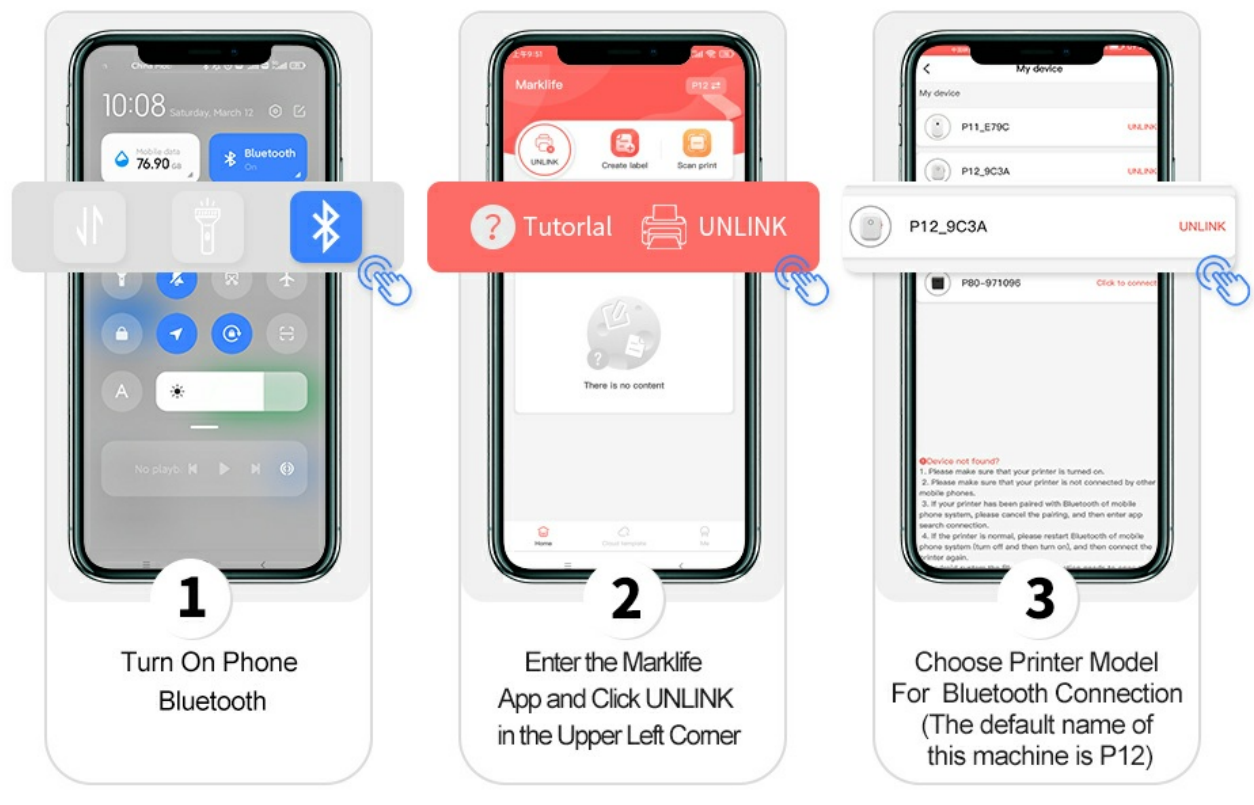 10:08 Saturday, March 12
Mobile data
76.90 GB
Bluetooth
On
A
1
Turn On Phone
Bluetooth
上午9:51
Marklife
P12
UNLINK
Create label
Scan print
? Tutorlal
UNLINK
?
There is no content
Home
Cloud template
Me
2
Enter the Marklife
App and Click UNLINK
in the Upper Left Corner
My device
My device
P11_E79C UNLINK
P12_9C3A UNLINK
P12_9C3A UNLINK
P80-971096 Click to connect
Device not found?
1. Please make sure that your printer is turned on.
2. Please make sure that your printer is not connected by other
mobile phones.
3. If your printer has been paired with Bluetooth of mobile
phone system, please cancel the pairing, and then enter app
search connection.
4. If the printer is normal, please restart Bluetooth of mobile
phone system (turn off and then turn on), and then connect the
printer again.
3
Choose Printer Model
For Bluetooth Connection
(The default name of
this machine is P12)